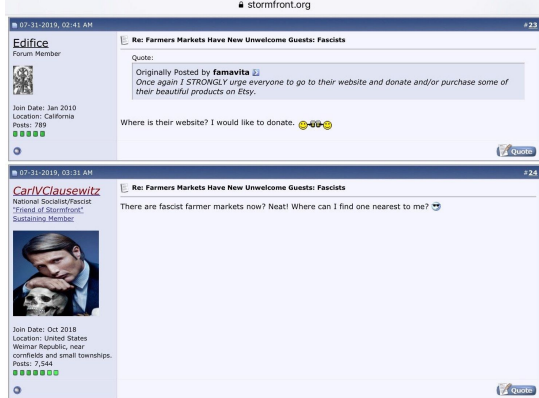 stormfront.org
07-31-2019, 02:41 AM #23
Edifice
Forum Member
Join Date: Jan 2010
Location: California
Posts: 789
Re: Farmers Markets Have New Unwelcome Guests: Fascists
Quote:
Originally Posted by famavita
Once again I STRONGLY urge everyone to go to their website and donate and/or purchase some of
their beautiful products on Etsy.
Where is their website? I would like to donate.
Quote
07-31-2019, 03:31 AM #24
CarlVClausewitz
National Socialist/Fascist
"Friend of Stormfront"
Sustaining Member
Join Date: Oct 2018
Location: United States
Weimar Republic, near
cornfields and small townships.
Posts: 7,544
Re: Farmers Markets Have New Unwelcome Guests: Fascists
There are fascist farmer markets now? Neat! Where can I find one nearest to me?
Quote